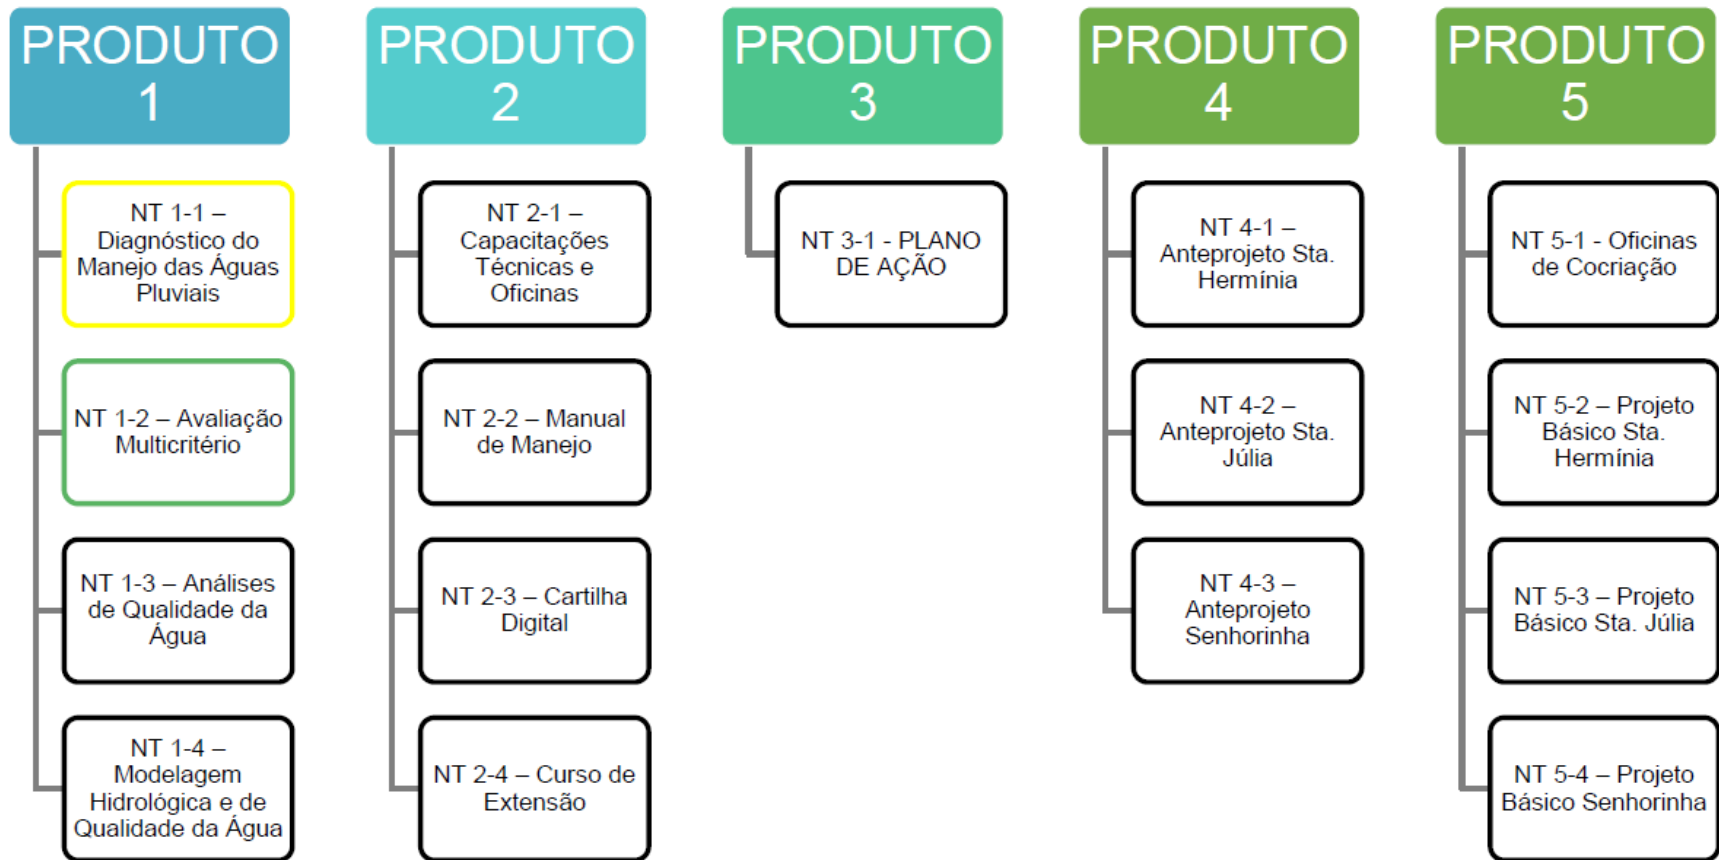 PRODUTO
1
NT 1-1 –
Diagnóstico do
Manejo das Águas
Pluviais
NT 1-2 – Avaliação
Multicritério
NT 1-3 – Análises
de Qualidade da
Água
NT 1-4 –
Modelagem
Hidrológica e de
Qualidade da Água
PRODUTO
2
NT 2-1 –
Capacitações
Técnicas e
Oficinas
NT 2-2 – Manual
de Manejo
NT 2-3 – Cartilha
Digital
NT 2-4 – Curso de
Extensão
PRODUTO
3
NT 3-1 - PLANO
DE AÇÃO
PRODUTO
4
NT 4-1 –
Anteprojeto Sta.
Hermínia
NT 4-2 –
Anteprojeto Sta.
Júlia
NT 4-3 –
Anteprojeto
Senhorinha
PRODUTO
5
NT 5-1 - Oficinas
de Cocriação
NT 5-2 – Projeto
Básico Sta.
Hermínia
NT 5-3 – Projeto
Básico Sta. Júlia
NT 5-4 – Projeto
Básico Senhorinha